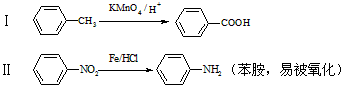 Ⅰ CH₃ KMnO₄/H⁺ COOH
Ⅱ NO₂ Fe/HCl NH₂ (苯胺，易被氧化)